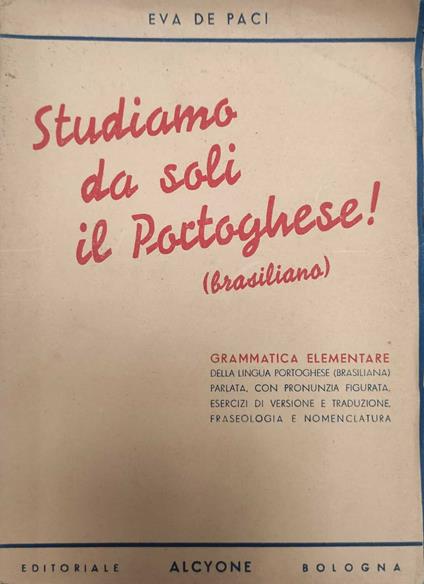 EVA DE PACI
Studiamo
da soli
il Portoghese!
(brasiliano)
GRAMMATICA ELEMENTARE
DELLA LINGUA PORTOGHESE (BRASILIANA)
PARLATA, CON PRONUNZIA FIGURATA,
ESERCIZI DI VERSIONE E TRADUZIONE,
FRASEOLOGIA E NOMENCLATURA
EDITORIALE ALCYONE BOLOGNA